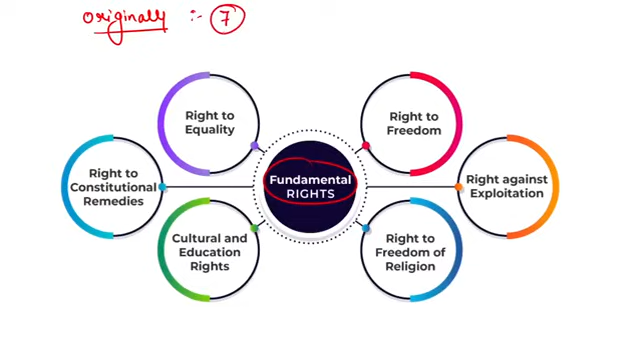 Originally :- 7
Right to
Equality
Right to
Freedom
Right to
Constitutional
Remedies
Fundamental
RIGHTS
Right against
Exploitation
Cultural and
Education
Rights
Right to
Freedom of
Religion